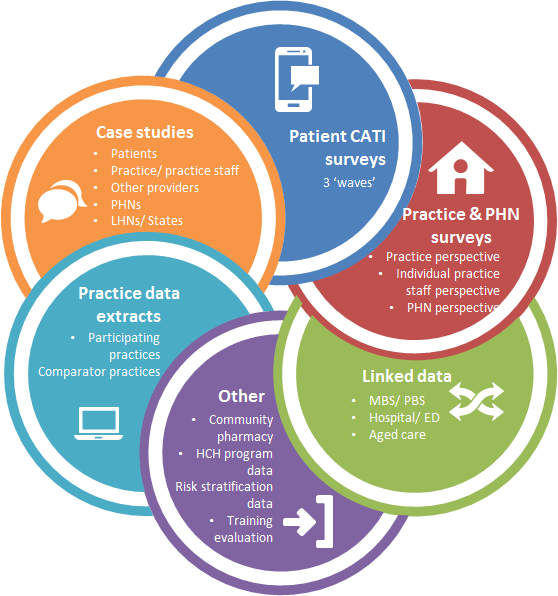 Patient CATI
surveys
3 ‘waves’
Practice & PHN
surveys
• Practice perspective
• Individual practice
staff perspective
• PHN perspective
Linked data
• MBS/ PBS
• Hospital/ ED
• Aged care
Other
• Community
pharmacy
• HCH program
data
Risk stratification
data
• Training
evaluation
Practice data
extracts
• Participating
practices
Comparator practices
Case studies
• Patients
• Practice/ practice staff
• Other providers
• PHNs
• LHNs/ States